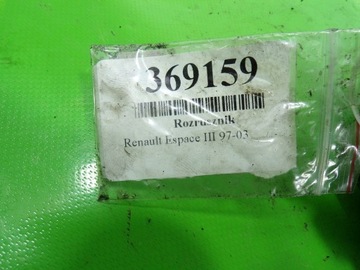 369159
Rozrusznik
Renault Espace III 97-03